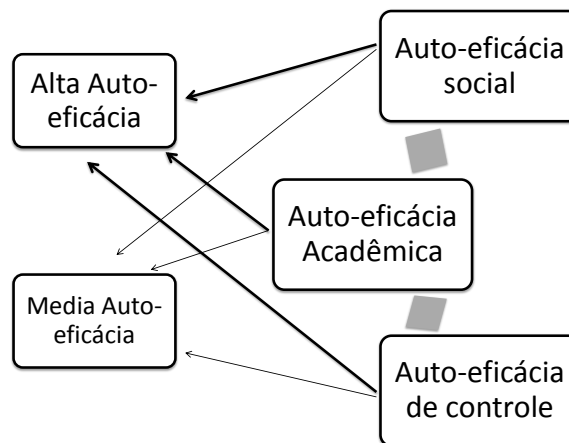 Alta Auto-
eficácia
Auto-eficácia
social
Auto-eficácia
Acadêmica
Media Auto-
eficácia
Auto-eficácia
de controle